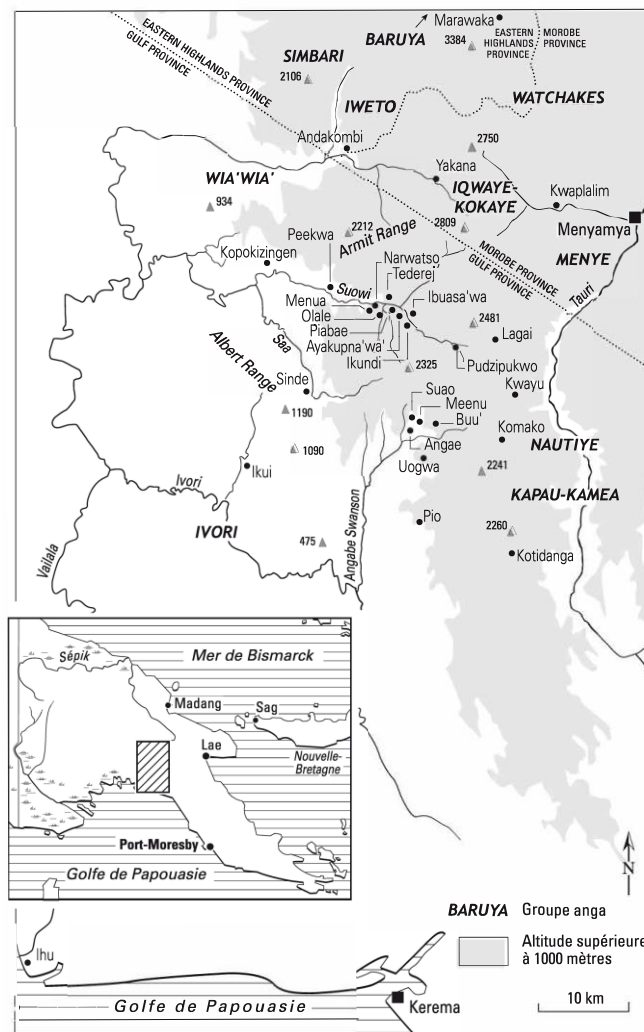 Marawaka
BARUYA
3384
EASTERN
HIGHLANDS
PROVINCE
MOROBE
PROVINCE
EASTERN HIGHLANDS PROVINCE
GULF PROVINCE
SIMBARI
2106
IWETO
WATCHAKES
Andakombi
2750
WIA'WIA'
Yakana
IQWAYE-
KOKAYE
Kwaplalim
934
2212
Armit Range
2809
Menyamya
Kopokizingen
Peekwa
Narwatso
Tederej
MOROBE PROVINCE
GULF PROVINCE
MENYE
Suowi
Ibuasa'wa
Tauri
Menua
Olale
Piabae
Ayakupna'wa'
Ikundi
2481
Lagai
Albert Range
Saa
2325
Pudzipukwo
Sinde
Suao
Meenu
Buu'
Kwayu
1190
Angae
Komako
1090
NAUTIYE
Ikui
Uogwa
2241
Ivori
KAPAU-KAMEA
IVORI
Angabe Swanson
Pio
475
2260
Vailala
Kotidanga
Sépik
Mer de Bismarck
Madang
Sag
Lae
Nouvelle-
Bretagne
Port-Moresby
Golfe de Papouasie
N
BARUYA Groupe anga
Altitude supérieure
à 1000 mètres
Ihu
Golfe de Papouasie
Kerema
10 km